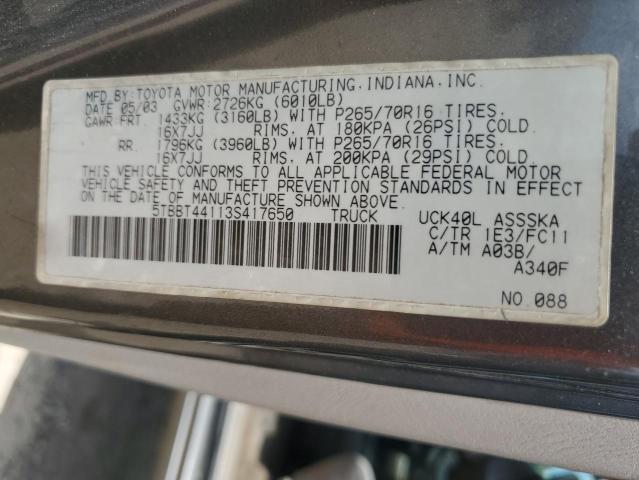 MFD.BY:TOYOTA MOTOR MANUFACTURING,INDIANA,INC.
DATE 05/03 GVWR:2726KG (6010LB)
GAWR:FRT 1433KG (3160LB) WITH P265/70R16 TIRES.
16X7JJ RIMS. AT 180KPA (26PSI) COLD.
RR. 1796KG (3960LB) WITH P265/70R16 TIRES.
16X7JJ RIMS. AT 200KPA (29PSI) COLD.
THIS VEHICLE CONFORMS TO ALL APPLICABLE FEDERAL MOTOR
VEHICLE SAFETY AND THEFT PREVENTION STANDARDS IN EFFECT
ON THE DATE OF MANUFACTURE SHOWN ABOVE.
5TBBT44113S417650 TRUCK UCK40L ASSSKA
C/TR 1E3/FC11
A/TM A03B/
A340F
NO.088